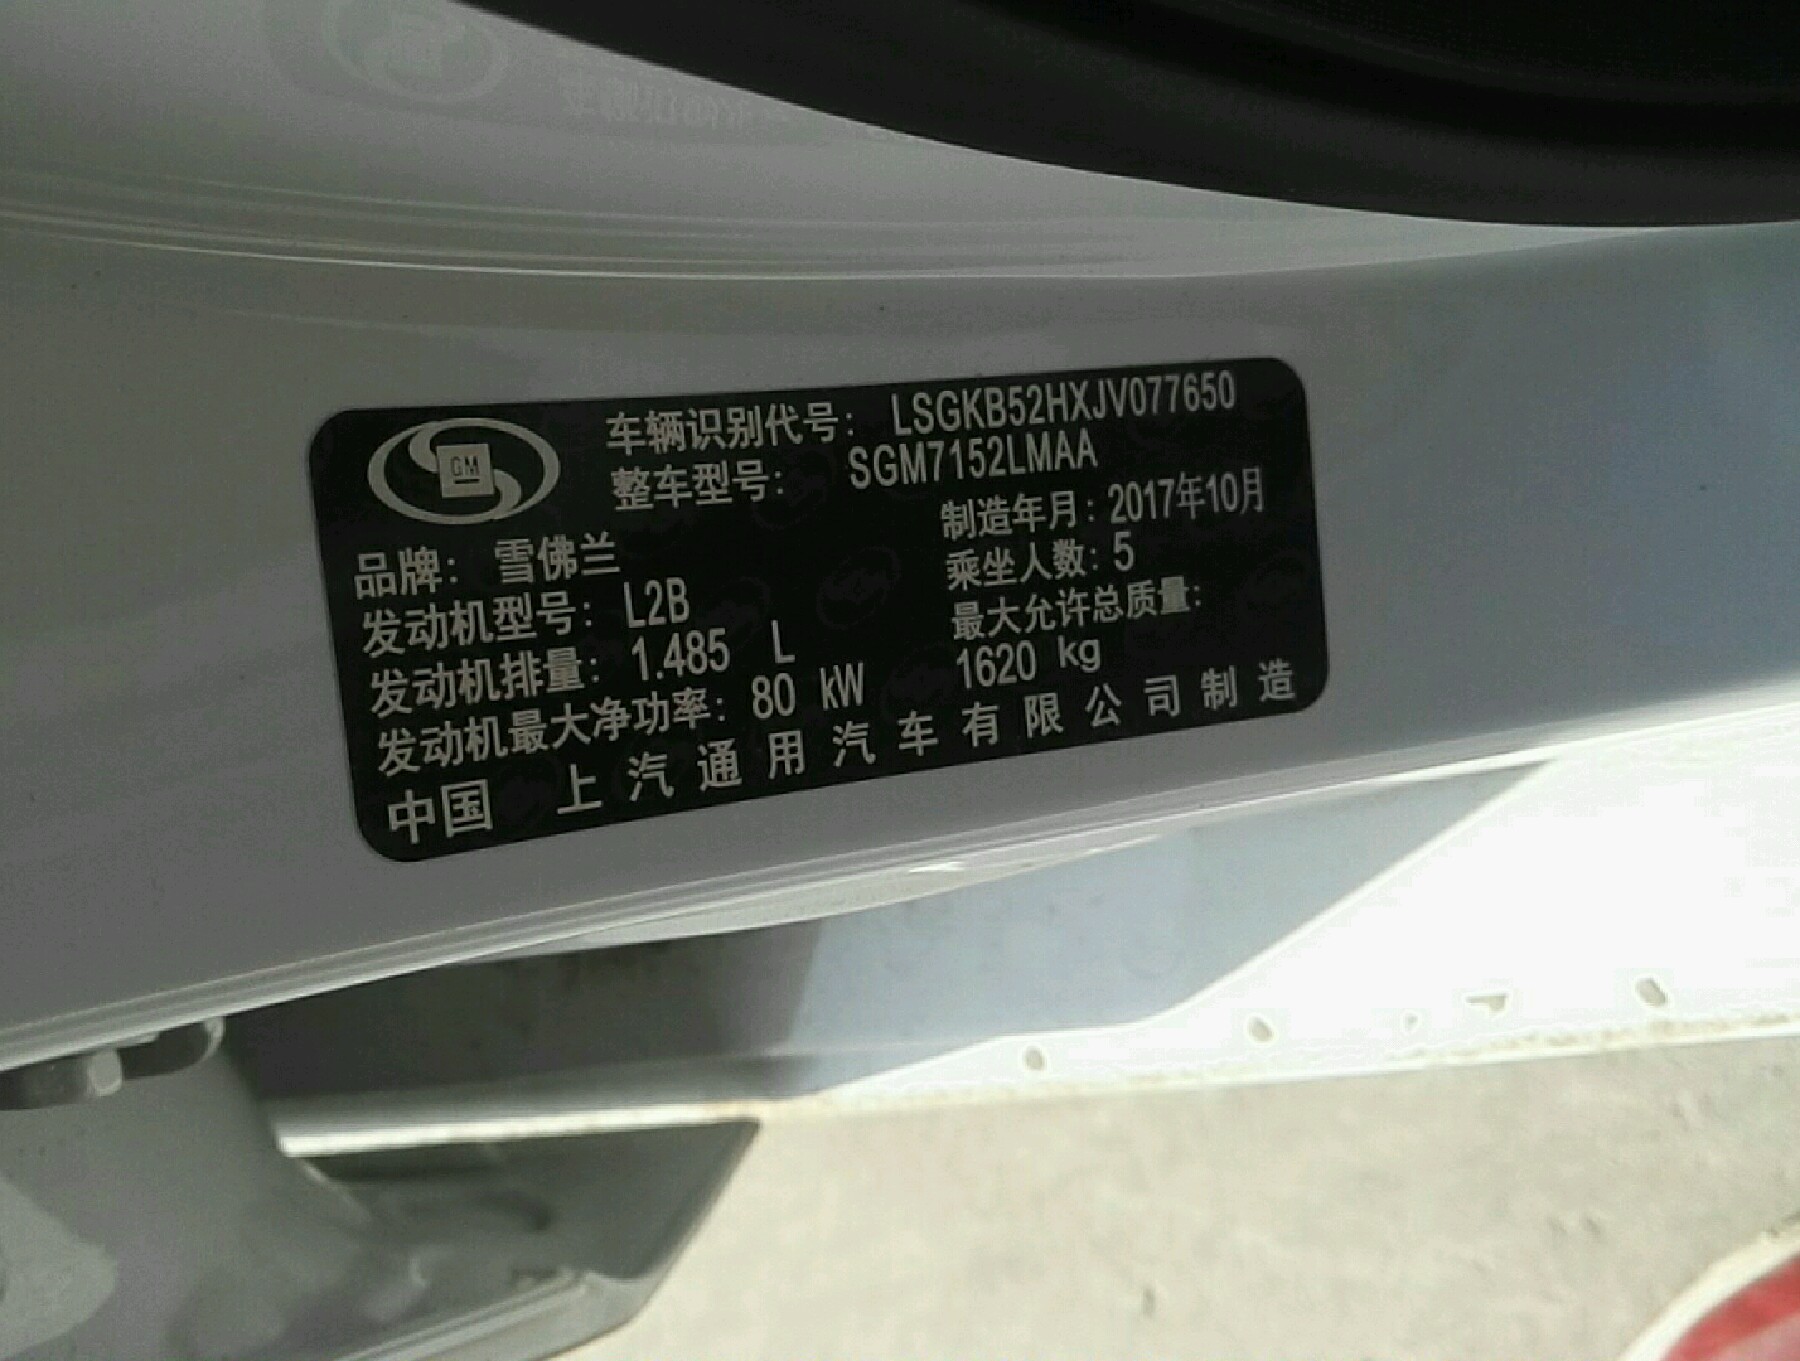 GM
车辆识别代号: LSGKB52HXJV077650
整车型号: SGM7152LMAA
品牌: 雪佛兰
制造年月: 2017年10月
发动机型号: L2B
乘坐人数: 5
发动机排量: 1.485 L
最大允许总质量:
1620 kg
发动机最大净功率: 80 kW
中国 上汽通用汽车有限公司制造